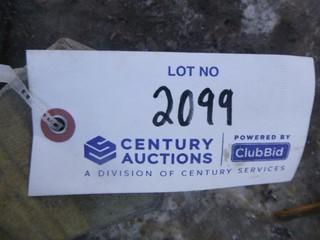 LOT NO
2099
CENTURY AUCTIONS
POWERED BY
ClubBid
A DIVISION OF CENTURY SERVICES